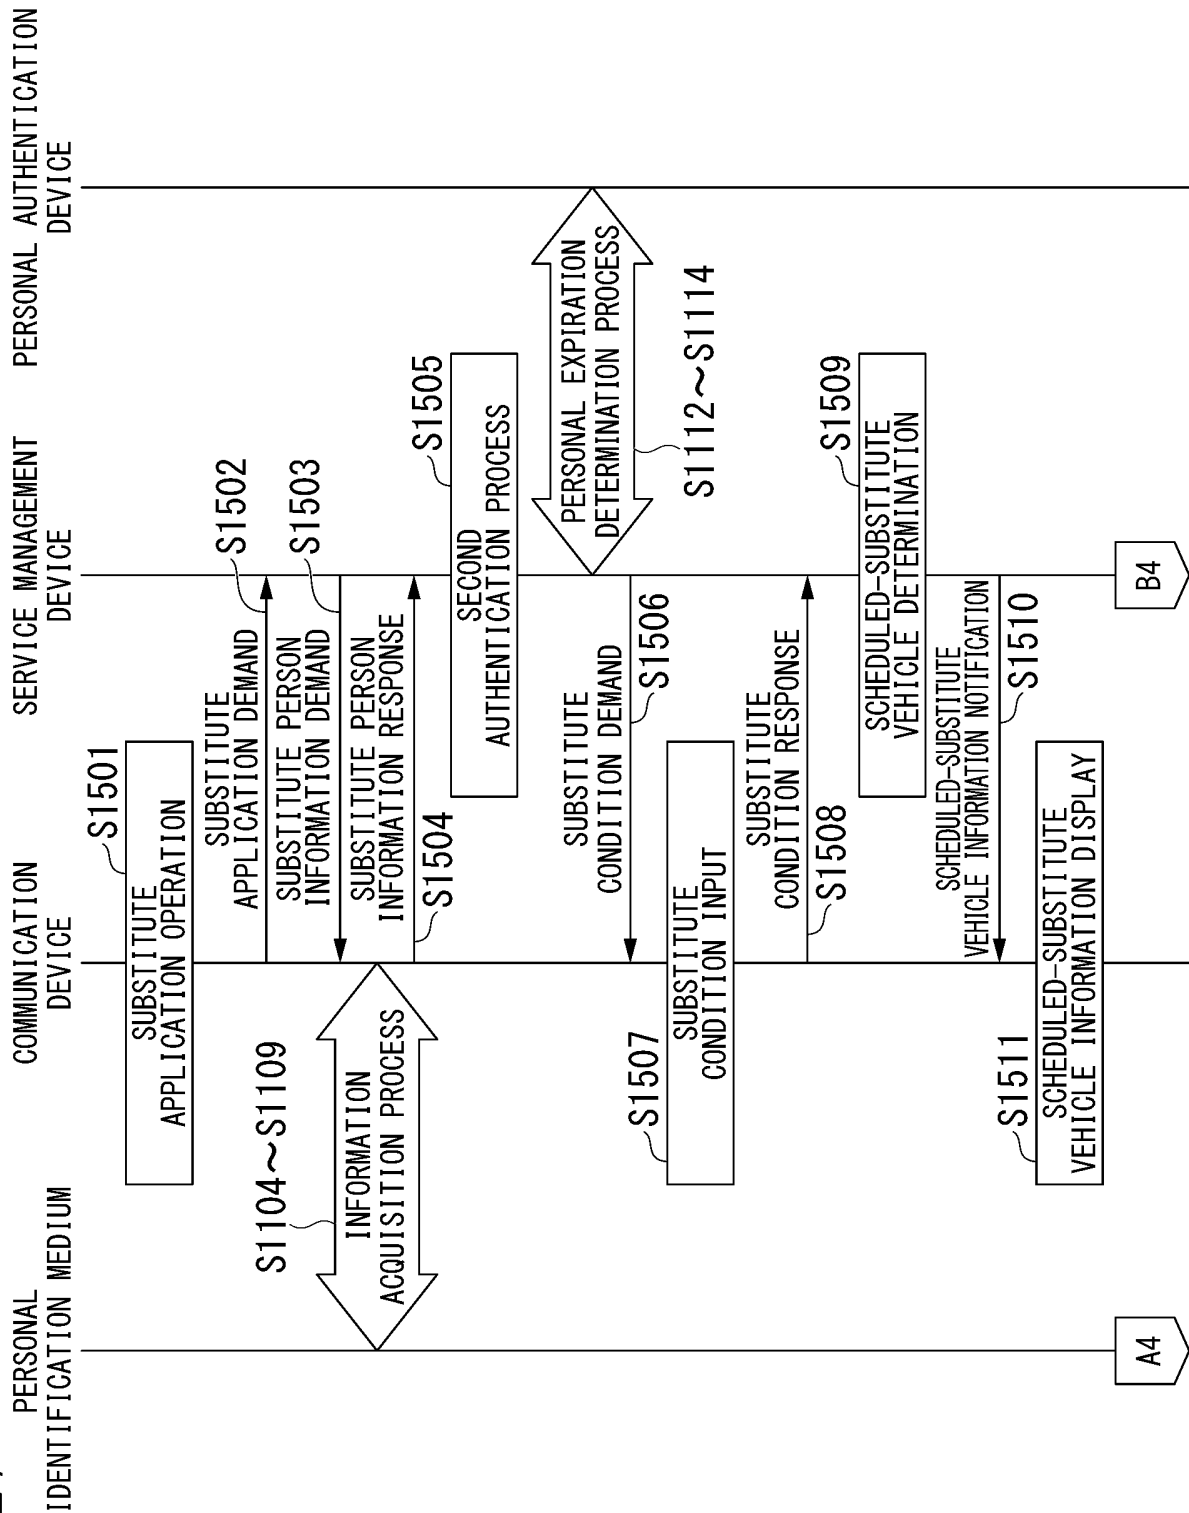 PERSONAL
IDENTIFICATION MEDIUM
COMMUNICATION
DEVICE
SERVICE MANAGEMENT
DEVICE
PERSONAL AUTHENTICATION
DEVICE
S1501
SUBSTITUTE
APPLICATION OPERATION
SUBSTITUTE
APPLICATION DEMAND
S1502
SUBSTITUTE PERSON
INFORMATION DEMAND
S1503
S1104~S1109
INFORMATION
ACQUISITION PROCESS
SUBSTITUTE PERSON
INFORMATION RESPONSE
S1504
S1505
SECOND
AUTHENTICATION PROCESS
PERSONAL EXPIRATION
DETERMINATION PROCESS
S1112~S1114
SUBSTITUTE
CONDITION DEMAND
S1506
S1507
SUBSTITUTE
CONDITION INPUT
SUBSTITUTE
CONDITION RESPONSE
S1508
S1509
SCHEDULED-SUBSTITUTE
VEHICLE DETERMINATION
SCHEDULED-SUBSTITUTE
VEHICLE INFORMATION NOTIFICATION
S1510
S1511
SCHEDULED-SUBSTITUTE
VEHICLE INFORMATION DISPLAY
A4
B4